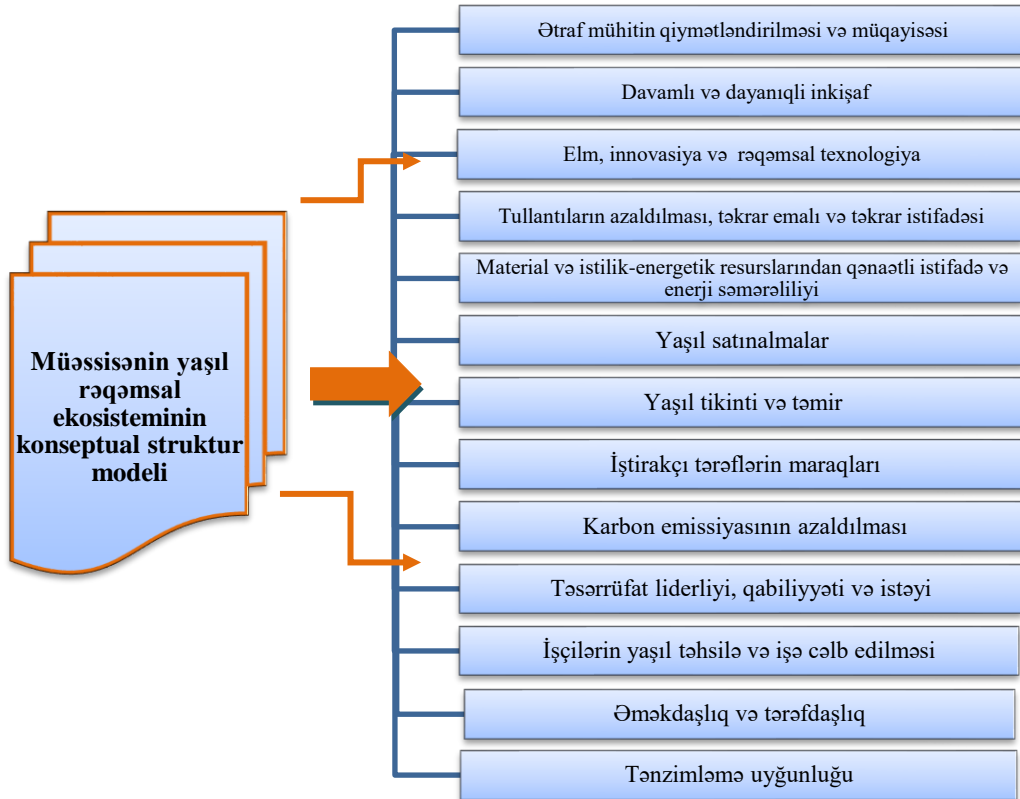 Ətraf mühitin qiymətləndirilməsi və müqayisəsi
Davamlı və dayanıqli inkişaf
Elm, innovasiya və rəqəmsal texnologiya
Tullantıların azaldılması, təkrar emalı və təkrar istifadəsi
Material və istilik-energetik resurslarından qənaətli istifadə və
enerji səmərəliliyi
Yaşıl satınalmalar
Yaşıl tikinti və təmir
İştirakçı tərəflərin maraqları
Karbon emissiyasının azaldılması
Təsərrüfat liderliyi, qabiliyyəti və istəyi
İşçilərin yaşıl təhsilə və işə cəlb edilməsi
Əməkdaşlıq və tərəfdaşlıq
Tənzimləmə uyğunluğu
Müəssisənin yaşıl
rəqəmsal
ekosisteminin
konseptual struktur
modeli